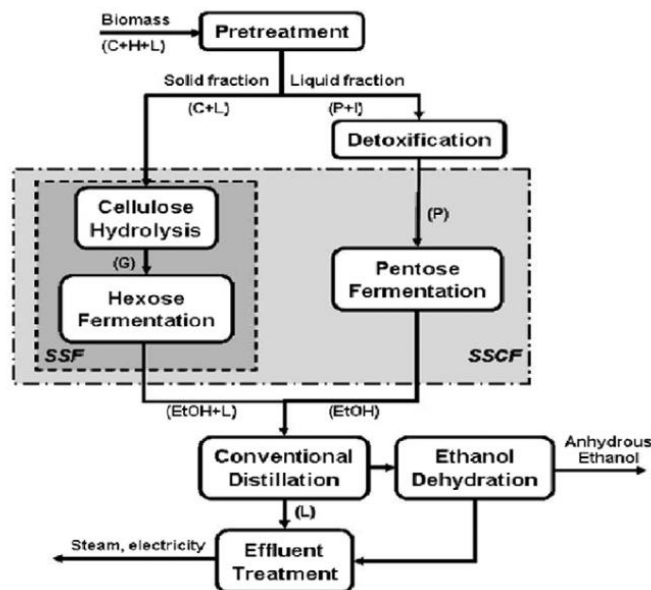 Biomass
(C+H+L)
Pretreatment
Solid fraction
Liquid fraction
(C+L)
(P+I)
Detoxification
Cellulose
Hydrolysis
(P)
(G)
Pentose
Fermentation
Hexose
Fermentation
SSF
SSCF
(EtOH+L)
(EtOH)
Conventional
Distillation
Ethanol
Dehydration
Anhydrous
Ethanol
(L)
Steam, electricity
Effluent
Treatment